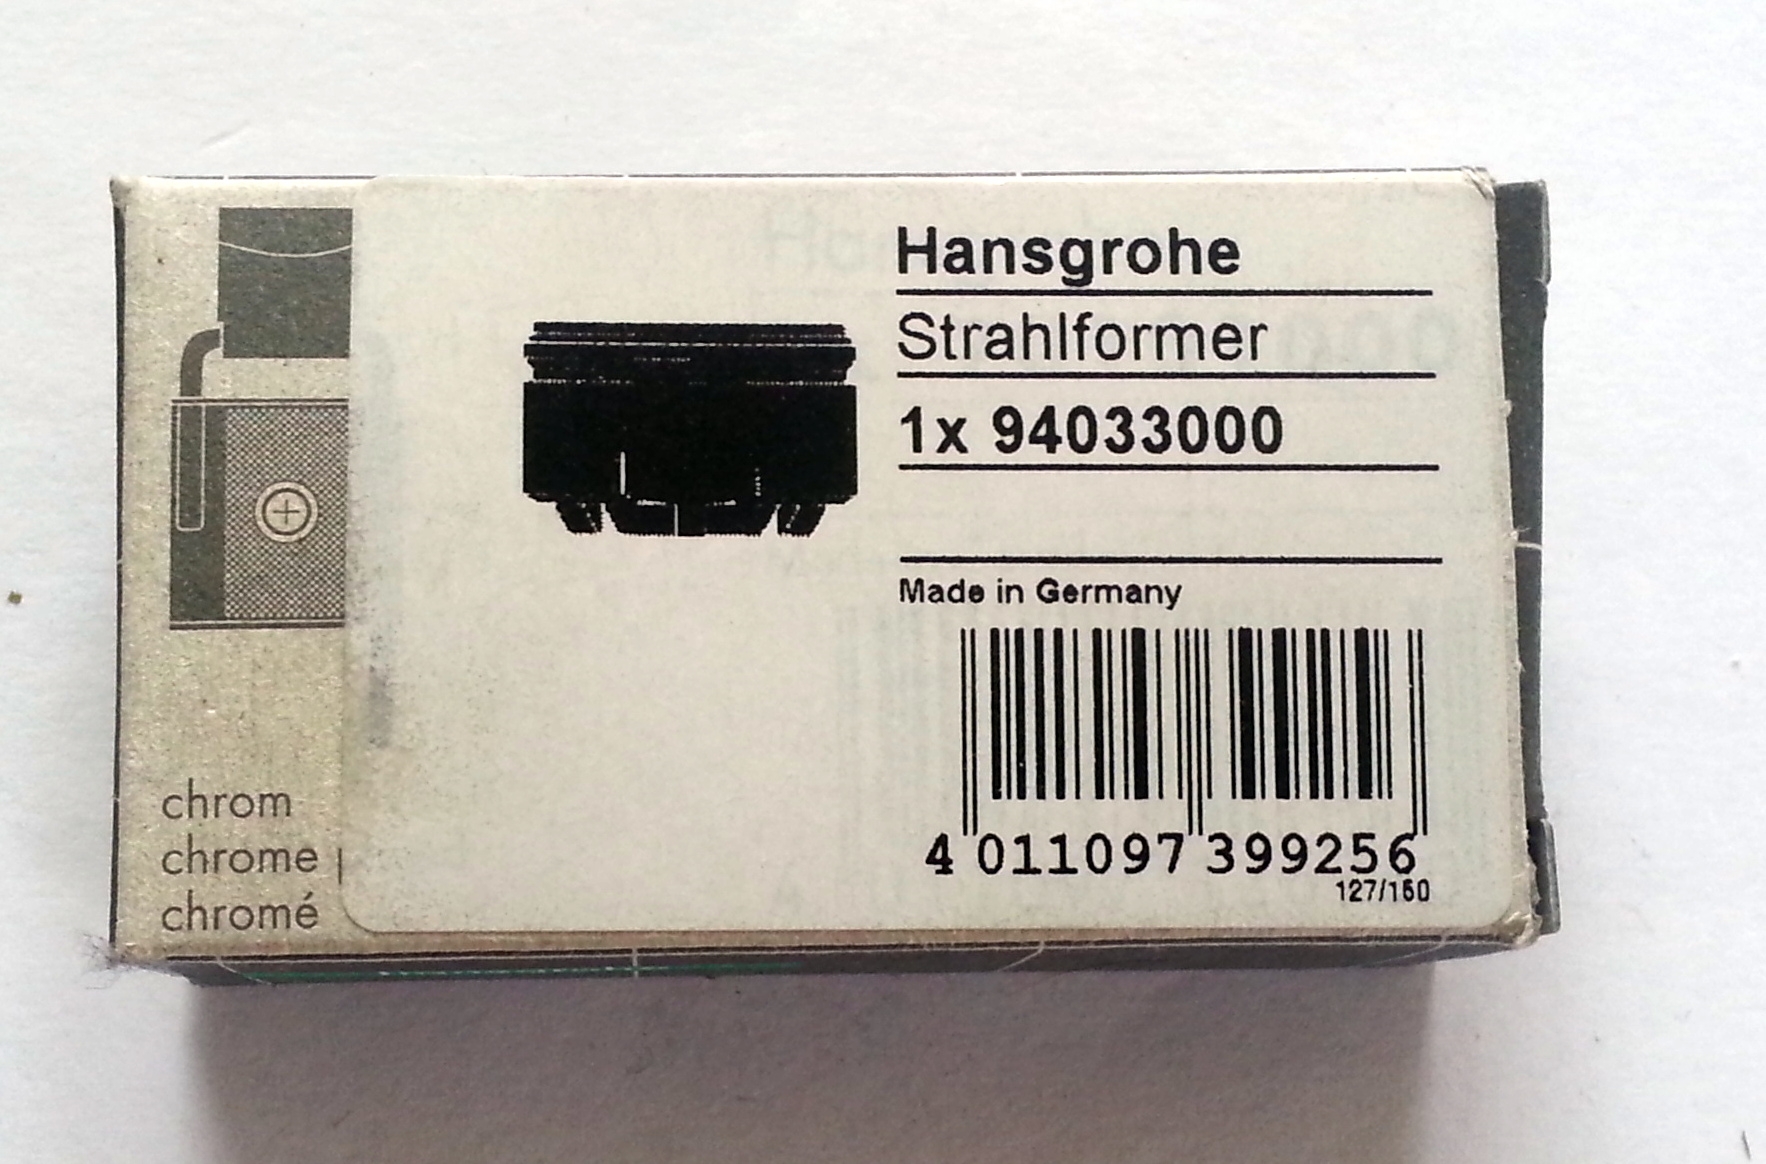 Hansgrohe
Strahlformer
1x 94033000
Made in Germany
4 011097 399256
127/160
chrom
chrome
chromé